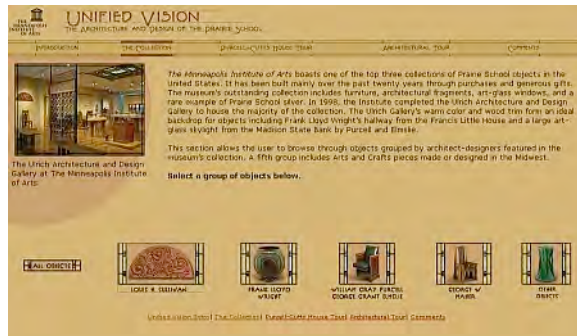 THE
MINNEAPOLIS
INSTITUTE
OF ARTS
UNIFIED VISION
THE ARCHITECTURE AND DESIGN OF THE PRAIRIE SCHOOL
INTRODUCTION THE COLLECTION PURCELL-CUTTS HOUSE TOUR ARCHITECTURAL TOUR COMMENTS
The Minneapolis Institute of Arts boasts one of the top three collections of Prairie School objects in the
United States. It has been built mainly over the past twenty years through purchases and generous gifts.
The museum's outstanding collection includes furniture, architectural fragments, art-glass windows, and a
rare example of Prairie School silver. In 1998, the Institute completed the Ulrich Architecture and Design
Gallery to house the majority of the collection. The Ulrich Gallery's warm color and wood trim form an ideal
backdrop for objects including Frank Lloyd Wright's hallway from the Francis Little House and a large art-
glass skylight from the Madison State Bank by Purcell and Elmslie.
This section allows the user to browse through objects grouped by architect-designers featured in the
museum's collection. A fifth group includes Arts and Crafts pieces made or designed in the Midwest.
Select a group of objects below.
The Ulrich Architecture and Design
Gallery at The Minneapolis Institute
of Arts
ALL OBJECTS
LOUIS H. SULLIVAN
FRANK LLOYD
WRIGHT
WILLIAM GRAY PURCELL
GEORGE GRANT ELMSLIE
GEORGE W
MAHER
OTHER
OBJECTS
Unified Vision Intro| The Collection| Purcell-Cutts House Tour| Architectural Tour| Comments